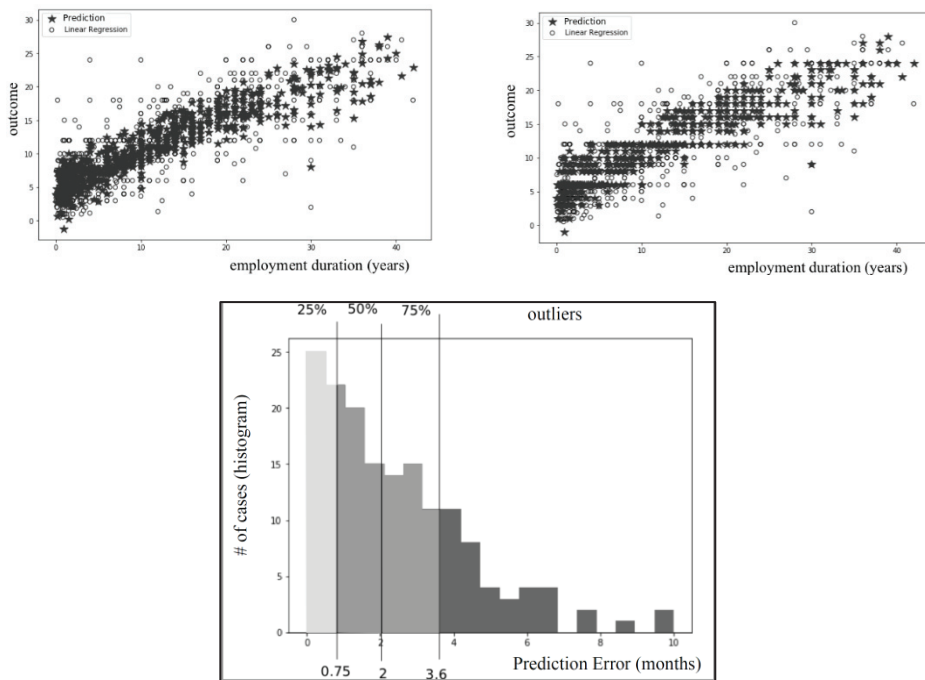 Prediction
Linear Regression
30
25
20
15
10
5
0
outcome
0 10 20 30 40
employment duration (years)
Prediction
Linear Regression
30
25
20
15
10
5
0
outcome
0 10 20 30 40
employment duration (years)
25% 50% 75% outliers
25
20
15
10
5
0
# of cases (histogram)
0 2 4 6 8 10
Prediction Error (months)
0.75 2 3.6